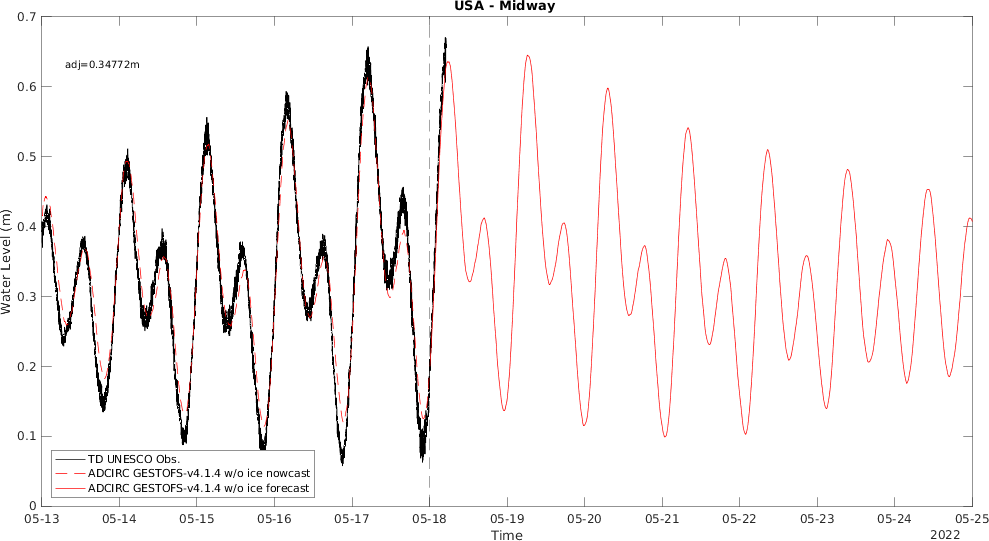 USA - Midway
0.7
0.6
0.5
0.4
0.3
0.2
0.1
0
Water Level (m)
adj=0.34772m
TD UNESCO Obs.
ADCIRC GESTOFS-v4.1.4 w/o ice nowcast
ADCIRC GESTOFS-v4.1.4 w/o ice forecast
05-13 05-14 05-15 05-16 05-17 05-18 05-19 05-20 05-21 05-22 05-23 05-24 05-25
Time
2022